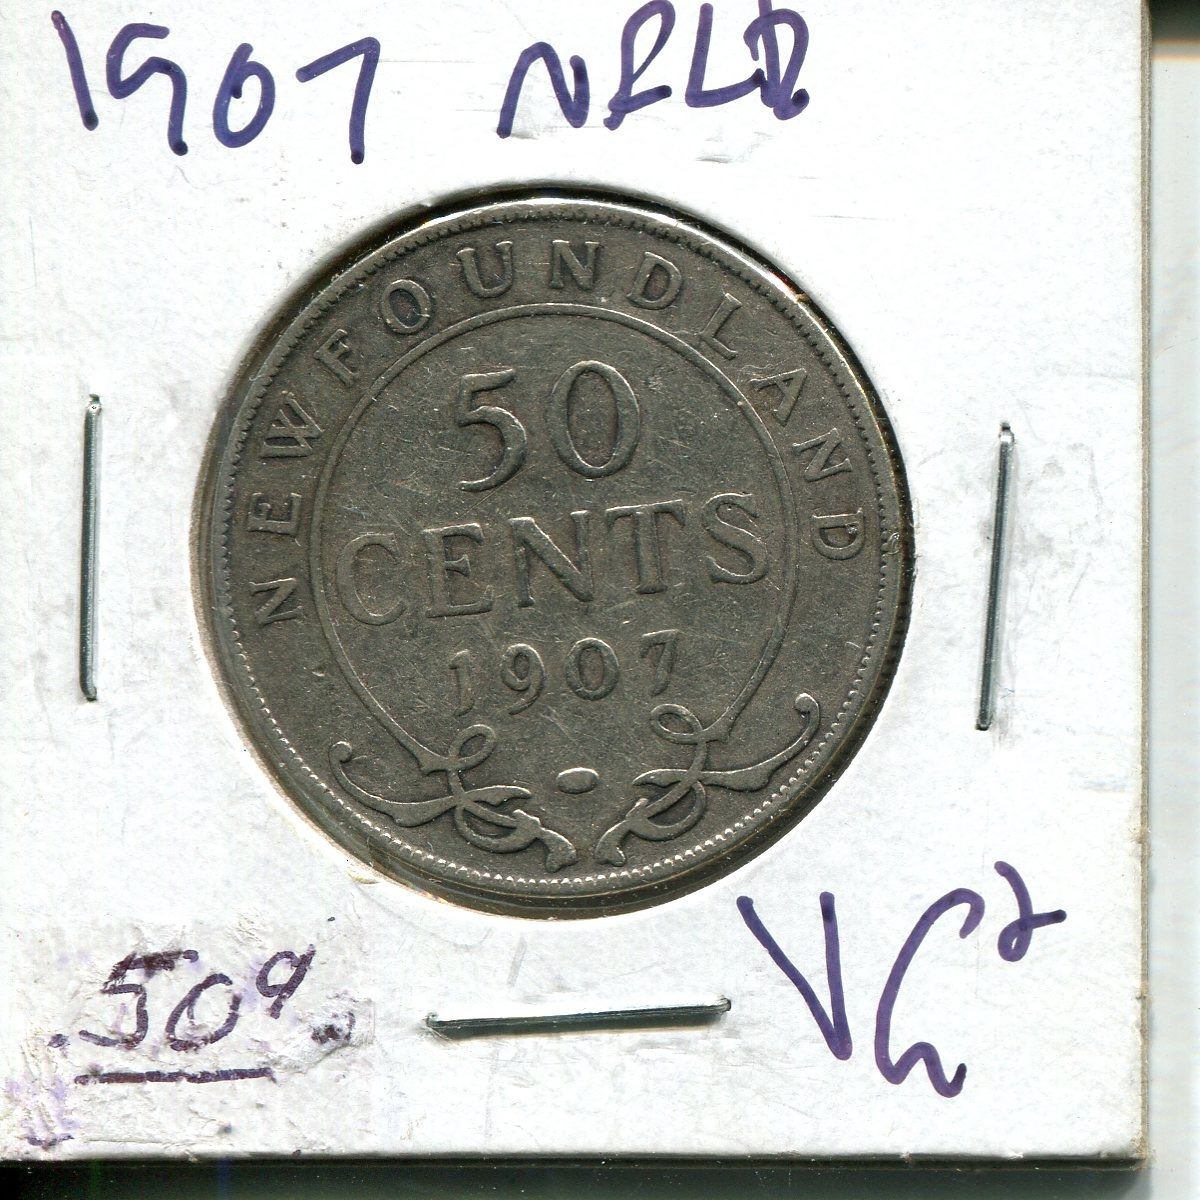 1907 NFLD
NEWFOUNDLAND
50
CENTS
1907
.50¢
VG